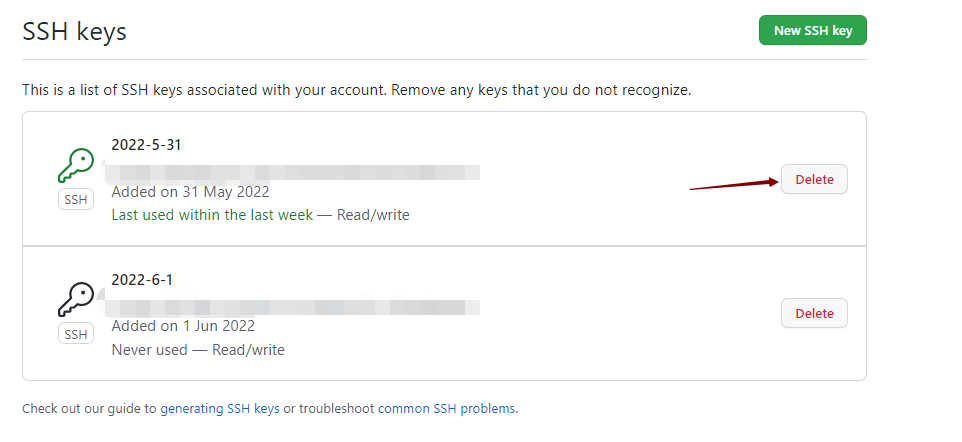 SSH keys
New SSH key
This is a list of SSH keys associated with your account. Remove any keys that you do not recognize.
2022-5-31
SSH
Added on 31 May 2022
Last used within the last week — Read/write
Delete
2022-6-1
SSH
Added on 1 Jun 2022
Never used — Read/write
Delete
Check out our guide to generating SSH keys or troubleshoot common SSH problems.